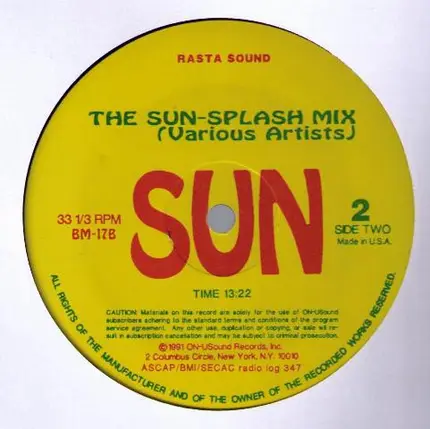 RASTA SOUND
THE SUN-SPLASH MIX
(Various Artists)
SUN
33 1/3 RPM
BM-17B
2
SIDE TWO
Made in U.S.A.
TIME 13:22
CAUTION: Materials on this record are solely for the use of ON-USound
subscribers adhering to the standard terms and conditions of the program
service agreement. Any other use, duplication or copying, or sale will re-
sult in subscription cancellation and may be subject to criminal prosecution.
©1991 ON-USound Records, Inc.
2 Columbus Circle, New York, N.Y. 10010
ASCAP/BMI/SECAC radio log 347
ALL RIGHTS OF THE MANUFACTURER AND OF THE OWNER OF THE RECORDED WORKS RESERVED.